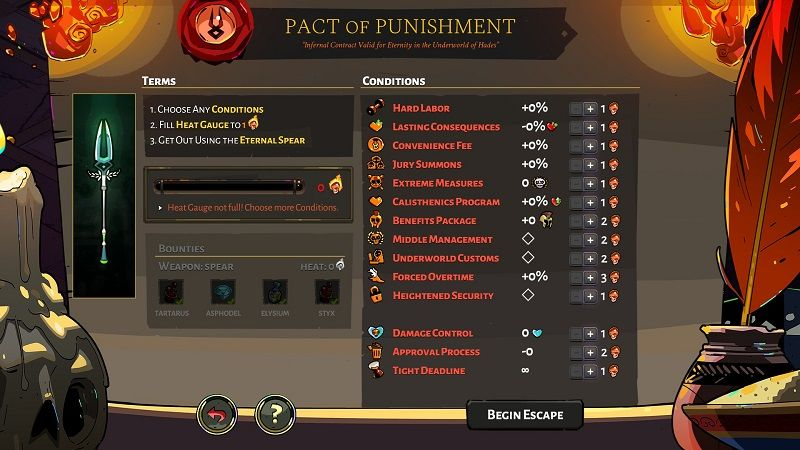 PACT OF PUNISHMENT
"Infernal Contract Valid for Eternity in the Underworld of Hades"
TERMS
1. CHOOSE ANY CONDITIONS
2. FILL HEAT GAUGE TO 1
3. GET OUT USING THE ETERNAL SPEAR
0
Heat Gauge not full! Choose more Conditions.
BOUNTIES
WEAPON: SPEAR HEAT: 0
TARTARUS ASPHODEL ELYSIUM STYX
CONDITIONS
HARD LABOR +0% - + 1
LASTING CONSEQUENCES -0% - + 1
CONVENIENCE FEE +0% - + 1
JURY SUMMONS +0% - + 1
EXTREME MEASURES 0 - + 1
CALISTHENICS PROGRAM +0% - + 1
BENEFITS PACKAGE +0 - + 2
MIDDLE MANAGEMENT ◇ - + 2
UNDERWORLD CUSTOMS ◇ - + 2
FORCED OVERTIME +0% - + 3
HEIGHTENED SECURITY ◇ - + 1
DAMAGE CONTROL 0 - + 1
APPROVAL PROCESS -0 - + 2
TIGHT DEADLINE ∞ - + 1
?
BEGIN ESCAPE